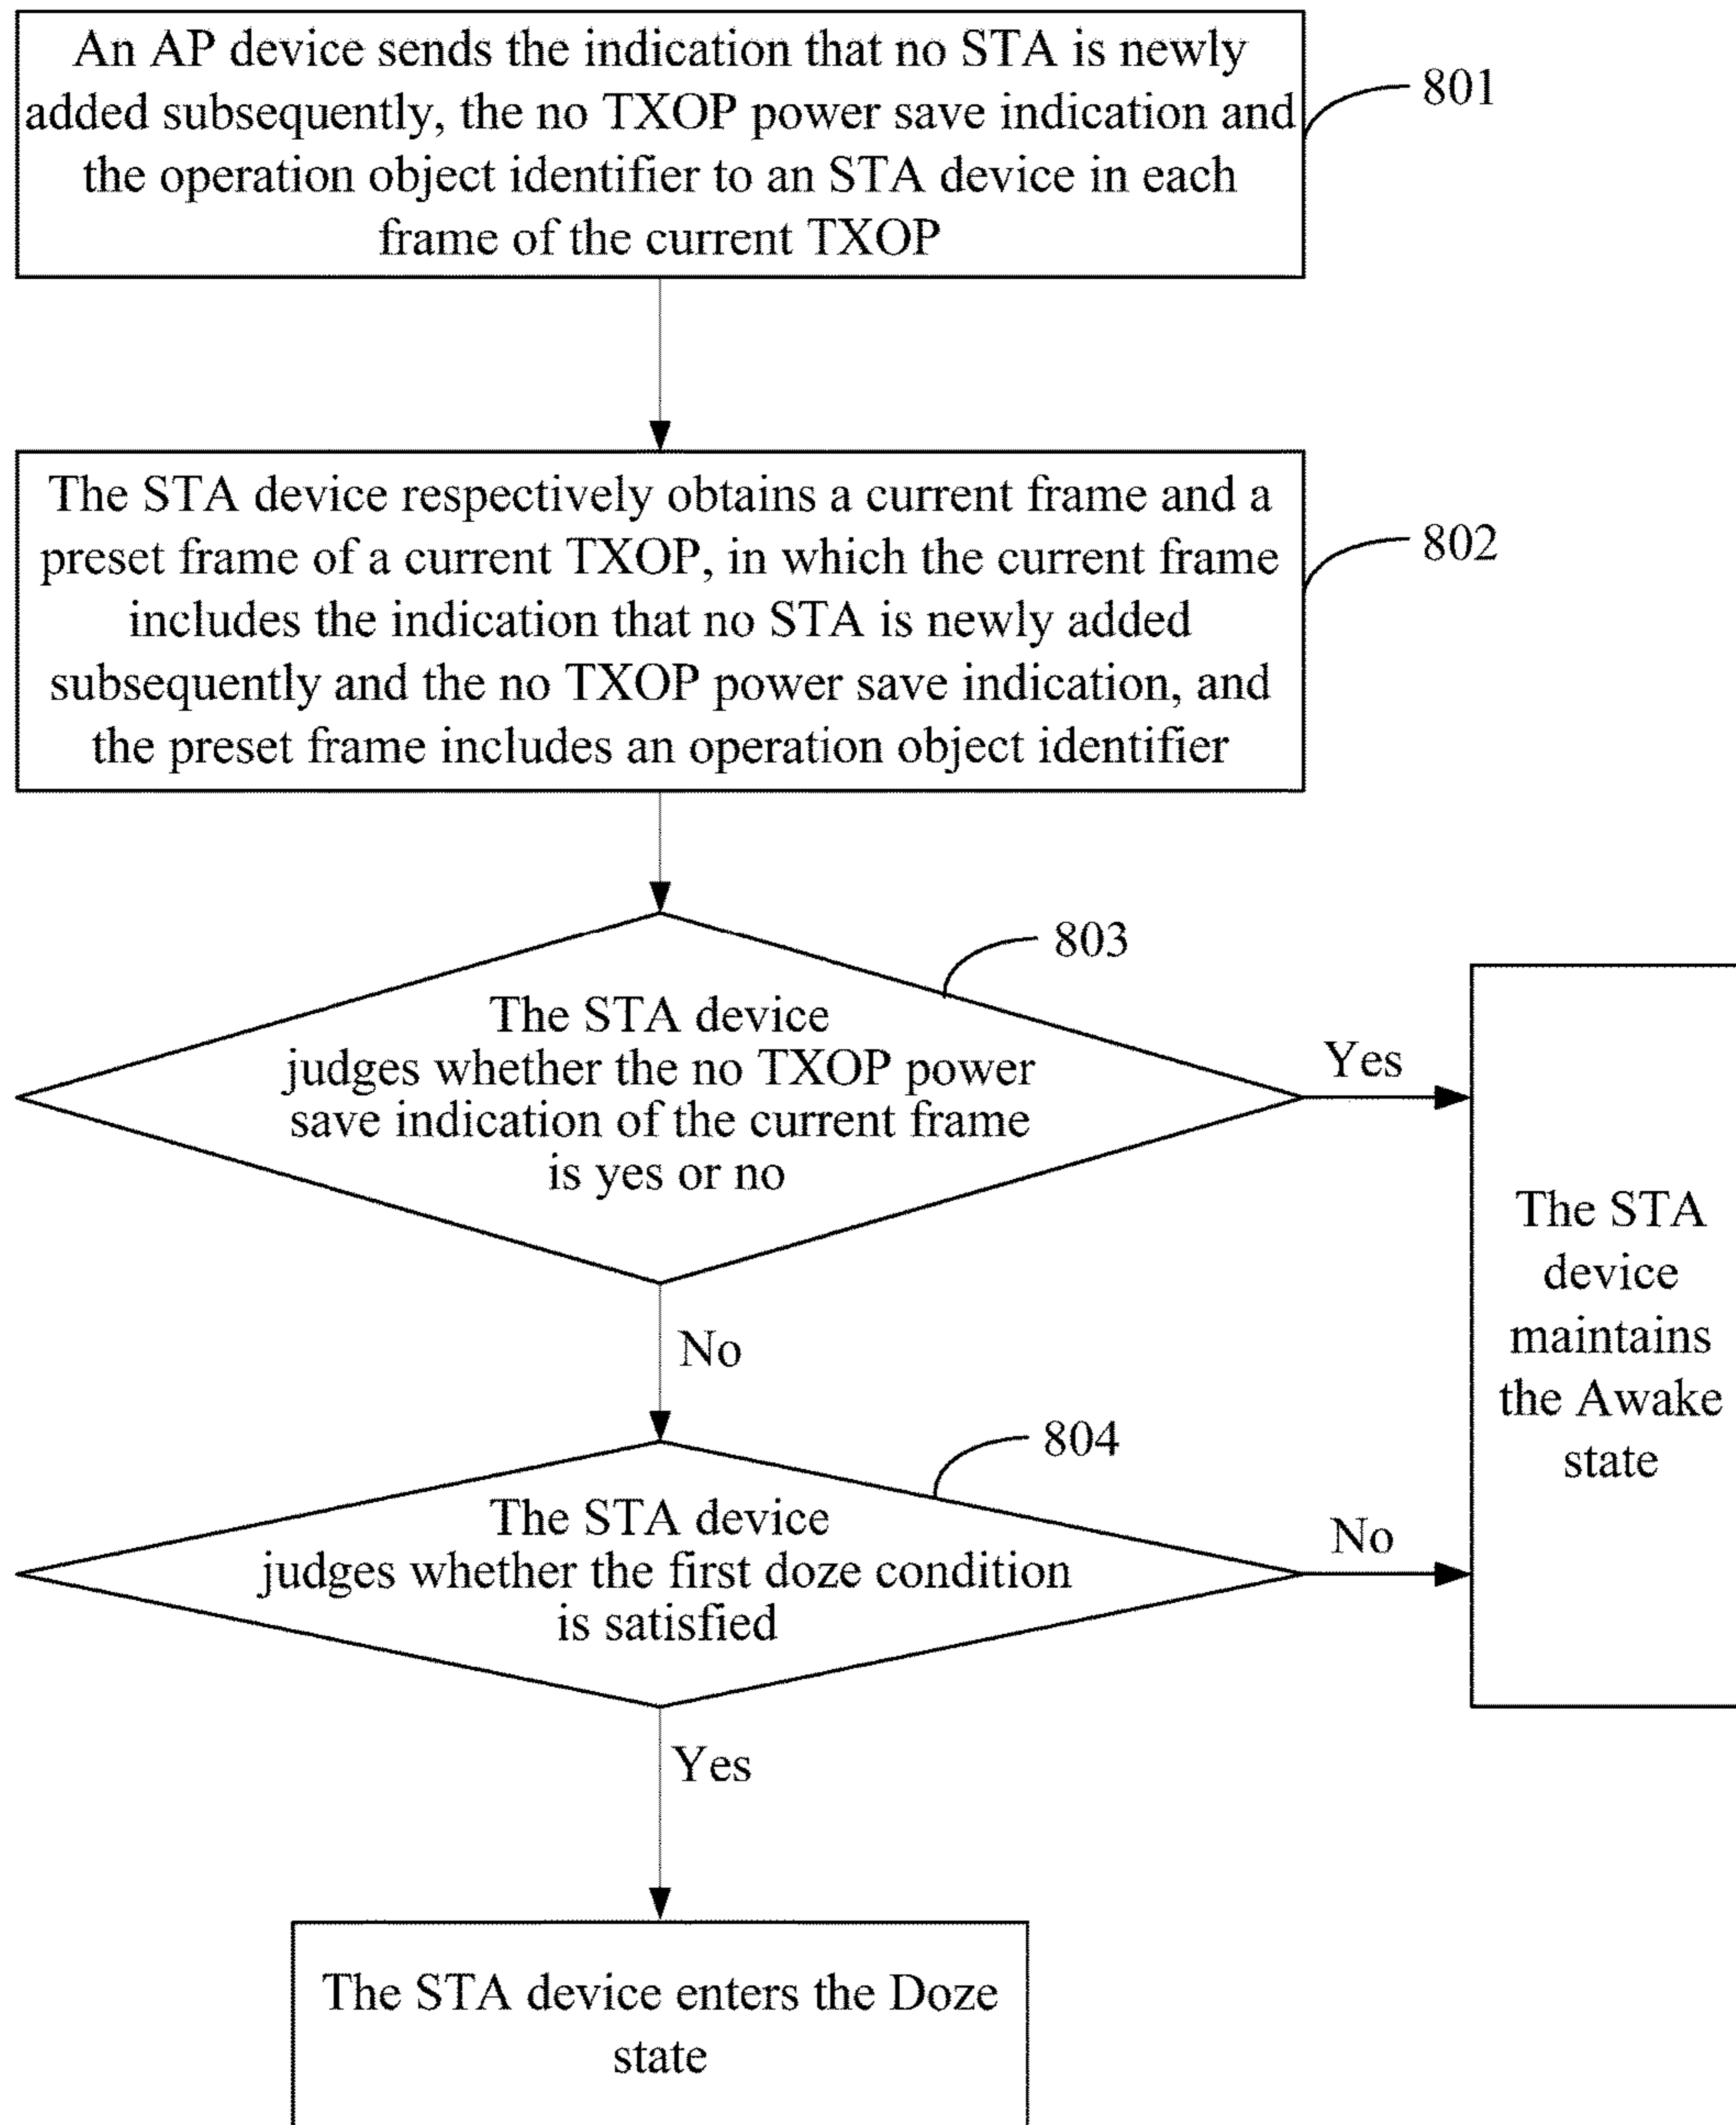 An AP device sends the indication that no STA is newly
added subsequently, the no TXOP power save indication and
the operation object identifier to an STA device in each
frame of the current TXOP
801
The STA device respectively obtains a current frame and a
preset frame of a current TXOP, in which the current frame
includes the indication that no STA is newly added
subsequently and the no TXOP power save indication, and
the preset frame includes an operation object identifier
802
803
The STA device
judges whether the no TXOP power
save indication of the current frame
is yes or no
Yes
No
The STA
device
maintains
the Awake
state
804
The STA device
judges whether the first doze condition
is satisfied
No
Yes
The STA device enters the Doze
state